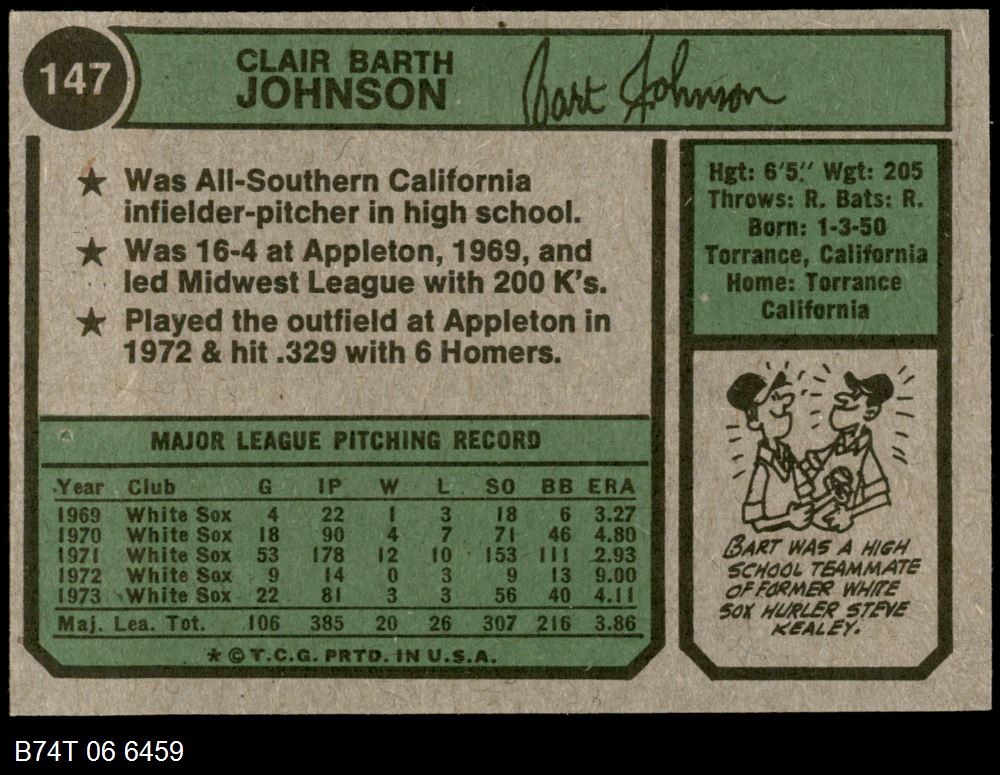 147
CLAIR BARTH
JOHNSON
Bart Johnson
★ Was All-Southern California
infielder-pitcher in high school.
★ Was 16-4 at Appleton, 1969, and
led Midwest League with 200 K's.
★ Played the outfield at Appleton in
1972 & hit .329 with 6 Homers.
Hgt: 6'5" Wgt: 205
Throws: R. Bats: R.
Born: 1-3-50
Torrance, California
Home: Torrance
California
MAJOR LEAGUE PITCHING RECORD
Year Club G IP W L SO BB ERA
1969 White Sox 4 22 1 3 18 6 3.27
1970 White Sox 18 90 4 7 71 46 4.80
1971 White Sox 53 178 12 10 153 111 2.93
1972 White Sox 9 14 0 3 9 13 9.00
1973 White Sox 22 81 3 3 56 40 4.11
Maj. Lea. Tot. 106 385 20 26 307 216 3.86
★ © T.C.G. PRTD. IN U.S.A.
BART WAS A HIGH
SCHOOL TEAMMATE
OF FORMER WHITE
SOX HURLER STEVE
KEALEY.
B74T 06 6459